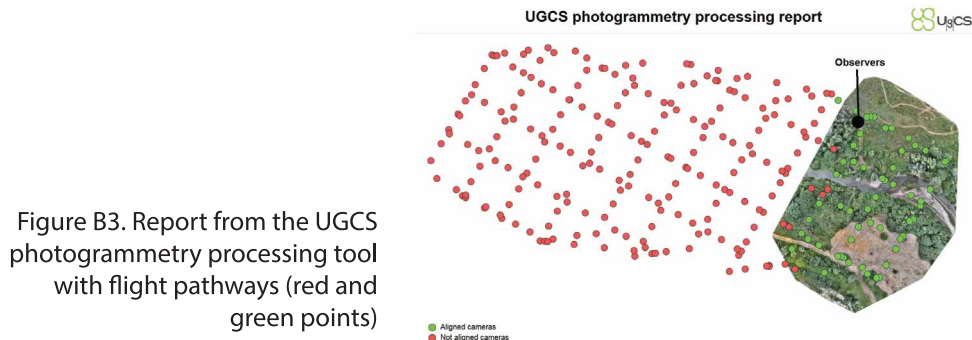 UGCS photogrammetry processing report
UgCS
Observers
Figure B3. Report from the UGCS
photogrammetry processing tool
with flight pathways (red and
green points)
Aligned cameras
Not aligned cameras